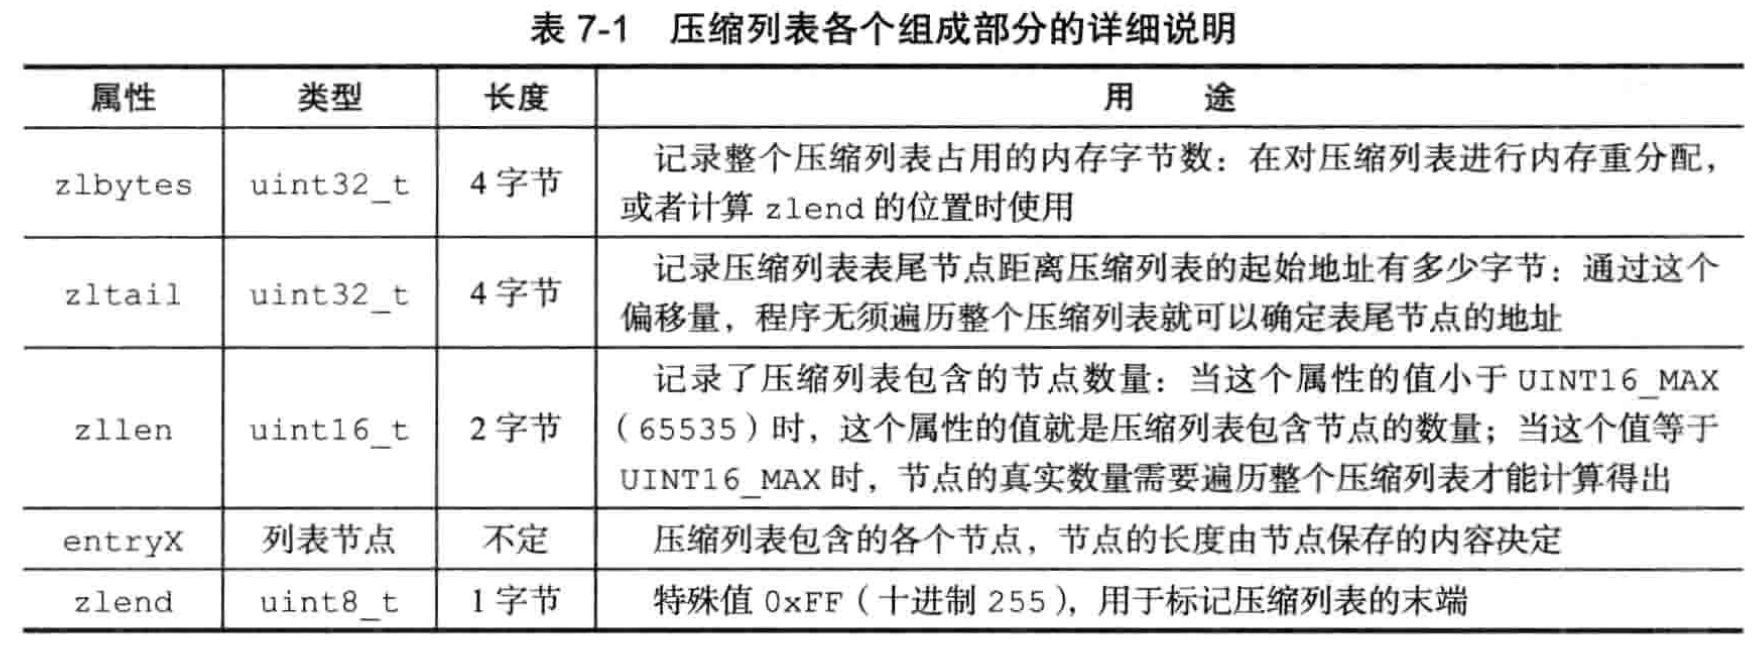 表 7-1 压缩列表各个组成部分的详细说明
属性 类型 长度 用 途
zlbytes uint32_t 4 字节 记录整个压缩列表占用的内存字节数：在对压缩列表进行内存重分配，
或者计算 zlend 的位置时使用
zltail uint32_t 4 字节 记录压缩列表表尾节点距离压缩列表的起始地址有多少字节：通过这个
偏移量，程序无须遍历整个压缩列表就可以确定表尾节点的地址
zllen uint16_t 2 字节 记录了压缩列表包含的节点数量：当这个属性的值小于 UINT16_MAX
（65535）时，这个属性的值就是压缩列表包含节点的数量；当这个值等于
UINT16_MAX 时，节点的真实数量需要遍历整个压缩列表才能计算得出
entryX 列表节点 不定 压缩列表包含的各个节点，节点的长度由节点保存的内容决定
zlend uint8_t 1 字节 特殊值 0xFF（十进制 255），用于标记压缩列表的末端